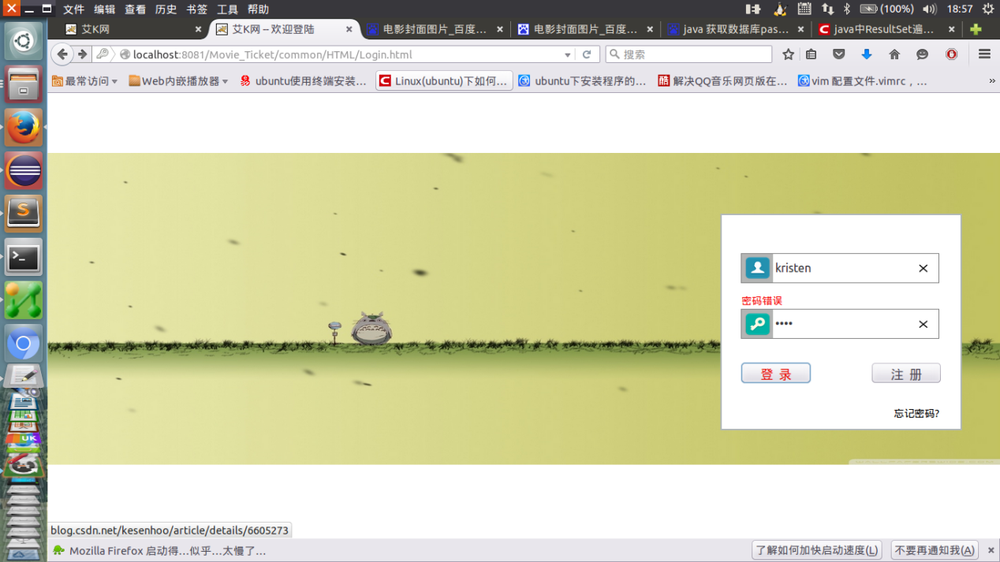 文件 编辑 查看 历史 书签 工具 帮助
(100%) 18:57
艾K网
艾K网 – 欢迎登陆
电影封面图片_百度…
电影封面图片_百度…
java 获取数据库pas…
java中ResultSet遍…
localhost:8081/Movie_Ticket/common/HTML/Login.html
搜索
最常访问
Web内嵌播放器
ubuntu使用终端安装…
Linux(ubuntu)下如何…
ubuntu下安装程序的…
解决QQ音乐网页版在…
vim 配置文件.vimrc，…
kristen
密码错误
登 录
注 册
忘记密码?
UK
blog.csdn.net/kesenhoo/article/details/6605273
Mozilla Firefox 启动得…似乎…太慢了…
了解如何加快启动速度(L)
不要再通知我(A)